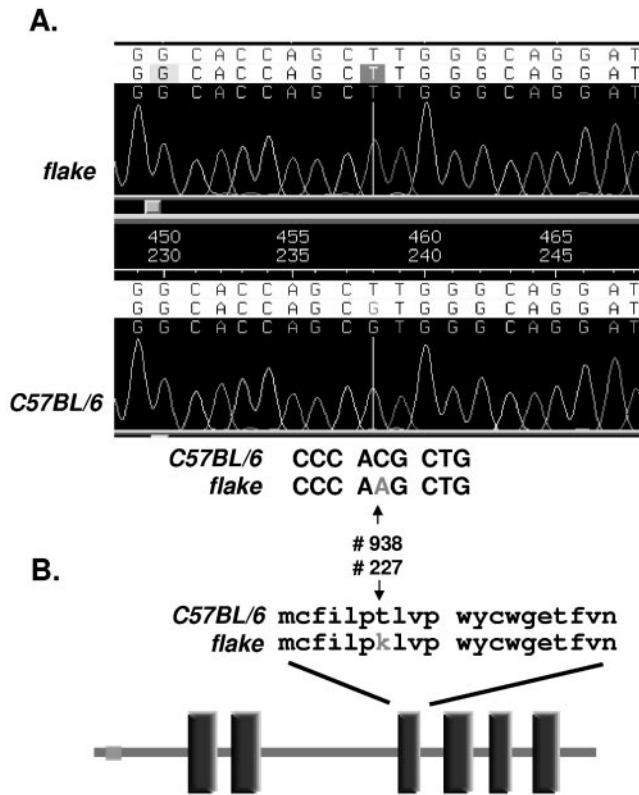 A.
G G C A C C A G C T T G G G C A G G A T
G G C A C C A G C T T G G G C A G G A T
G G C A C C A G C T T G G G C A G G A T
flake
450 455 460 465
230 235 240 245
G G C A C C A G C T T G G G C A G G A T
G G C A C C A G C G T G G G C A G G A T
G G C A C C A G C G T G G G C A G G A T
C57BL/6
C57BL/6 CCC ACG CTG
flake CCC AAG CTG
# 938
# 227
B.
C57BL/6 mcfilptlvp wycwgetfvn
flake mcfilpklvp wycwgetfvn